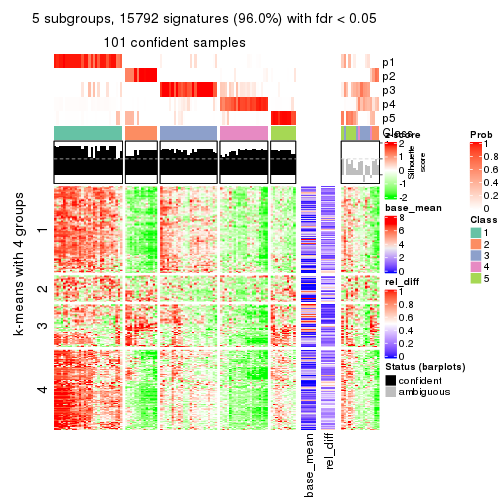 5 subgroups, 15792 signatures (96.0%) with fdr < 0.05
101 confident samples
p1
p2
p3
p4
p5
Class
z-score
2
1
0
-1
-2
Silhouette
score
base_mean
8
6
4
2
0
rel_diff
1
0.8
0.6
0.4
0.2
0
Prob
1
0.8
0.6
0.4
0.2
0
Class
1
2
3
4
5
Status (barplots)
confident
ambiguous
k-means with 4 groups
1
2
3
4
base_mean
rel_diff